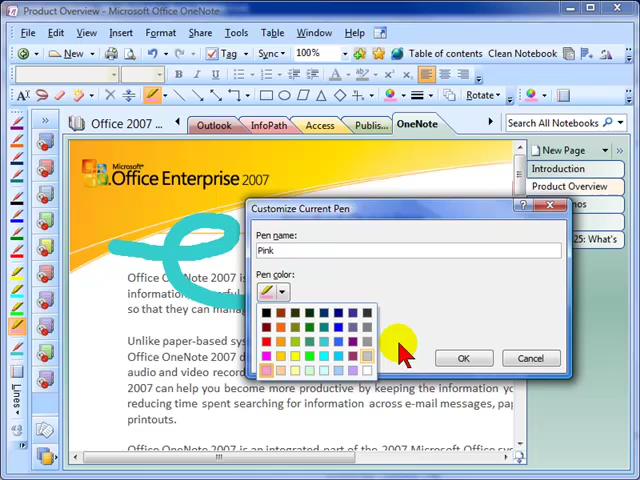 Product Overview - Microsoft Office OneNote
File Edit View Insert Format Share Tools Table Window Help
New Tag Sync 100% Table of contents Clean Notebook
B I U A
A Rotate
Office 2007 ... Outlook InfoPath Access Publis... OneNote Search All Notebooks
New Page
Introduction
Product Overview
25: What's
Microsoft®
Office Enterprise 2007
Customize Current Pen
Pen name:
Pink
Pen color:
OK Cancel
Office OneNote 2007 is
so that they can
Unlike paper-based
Office OneNote 2007
audio and video
2007 can help you become more productive by keeping the information
reducing time spent searching for information across e-mail messages,
printouts.
Office OneNote 2007 is an integrated part of the 2007 Microsoft Office
Lines